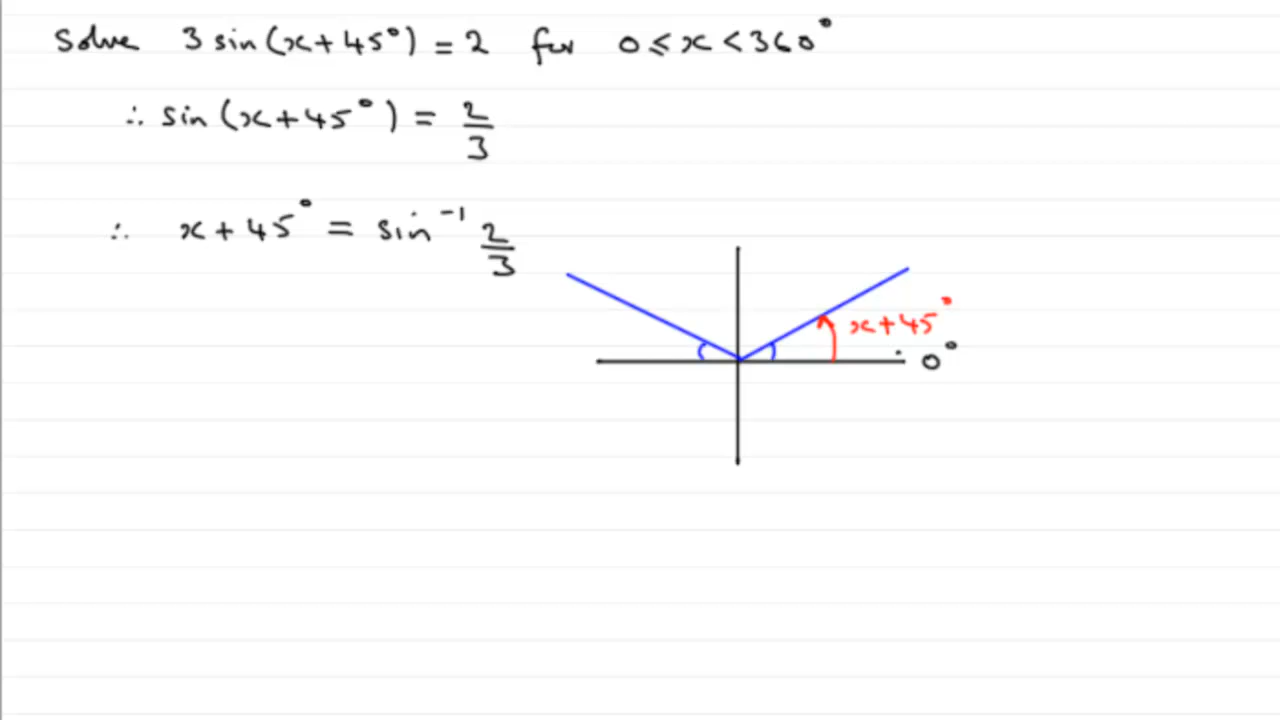 Solve 3 sin(x+45°) = 2 for 0 ≤ x < 360°
∴ sin(x+45°) = 2/3
∴ x+45° = sin⁻¹ 2/3
x+45°
0°